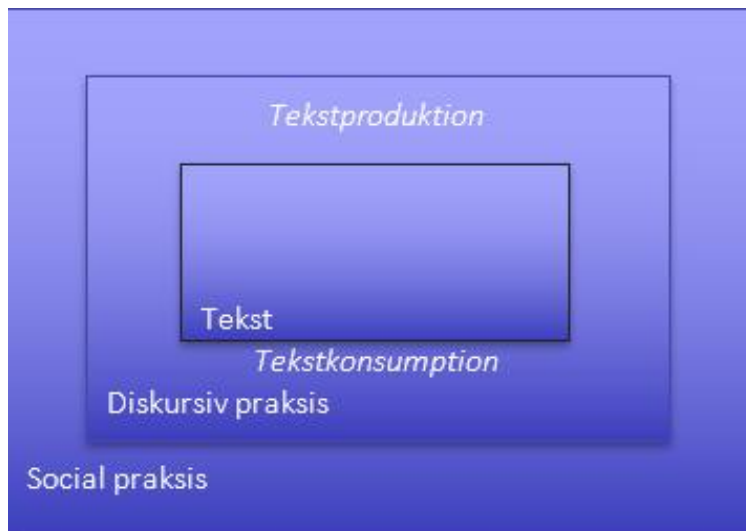 Tekstproduktion
Tekst
Tekstkonsumption
Diskursiv praksis
Social praksis